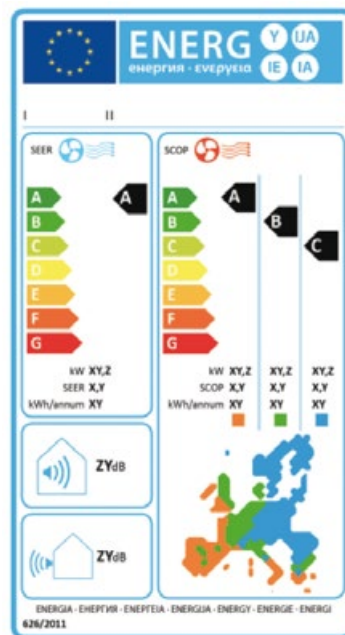 ENERG Y IJA
енергия · ενεργεια IE IA
I II
SEER
A A
B
C
D
E
F
G
kW XY,Z
SEER X,Y
kWh/annum XY
SCOP
A A
B B
C C
D
E
F
G
kW XY,Z XY,Z XY,Z
SCOP X,Y X,Y X,Y
kWh/annum XY XY XY
ZYdB
ZYdB
ENERGIA · ЕНЕРГИЯ · ΕΝΕΡΓΕΙΑ · ENERGIJA · ENERGY · ENERGIE · ENERGI
626/2011